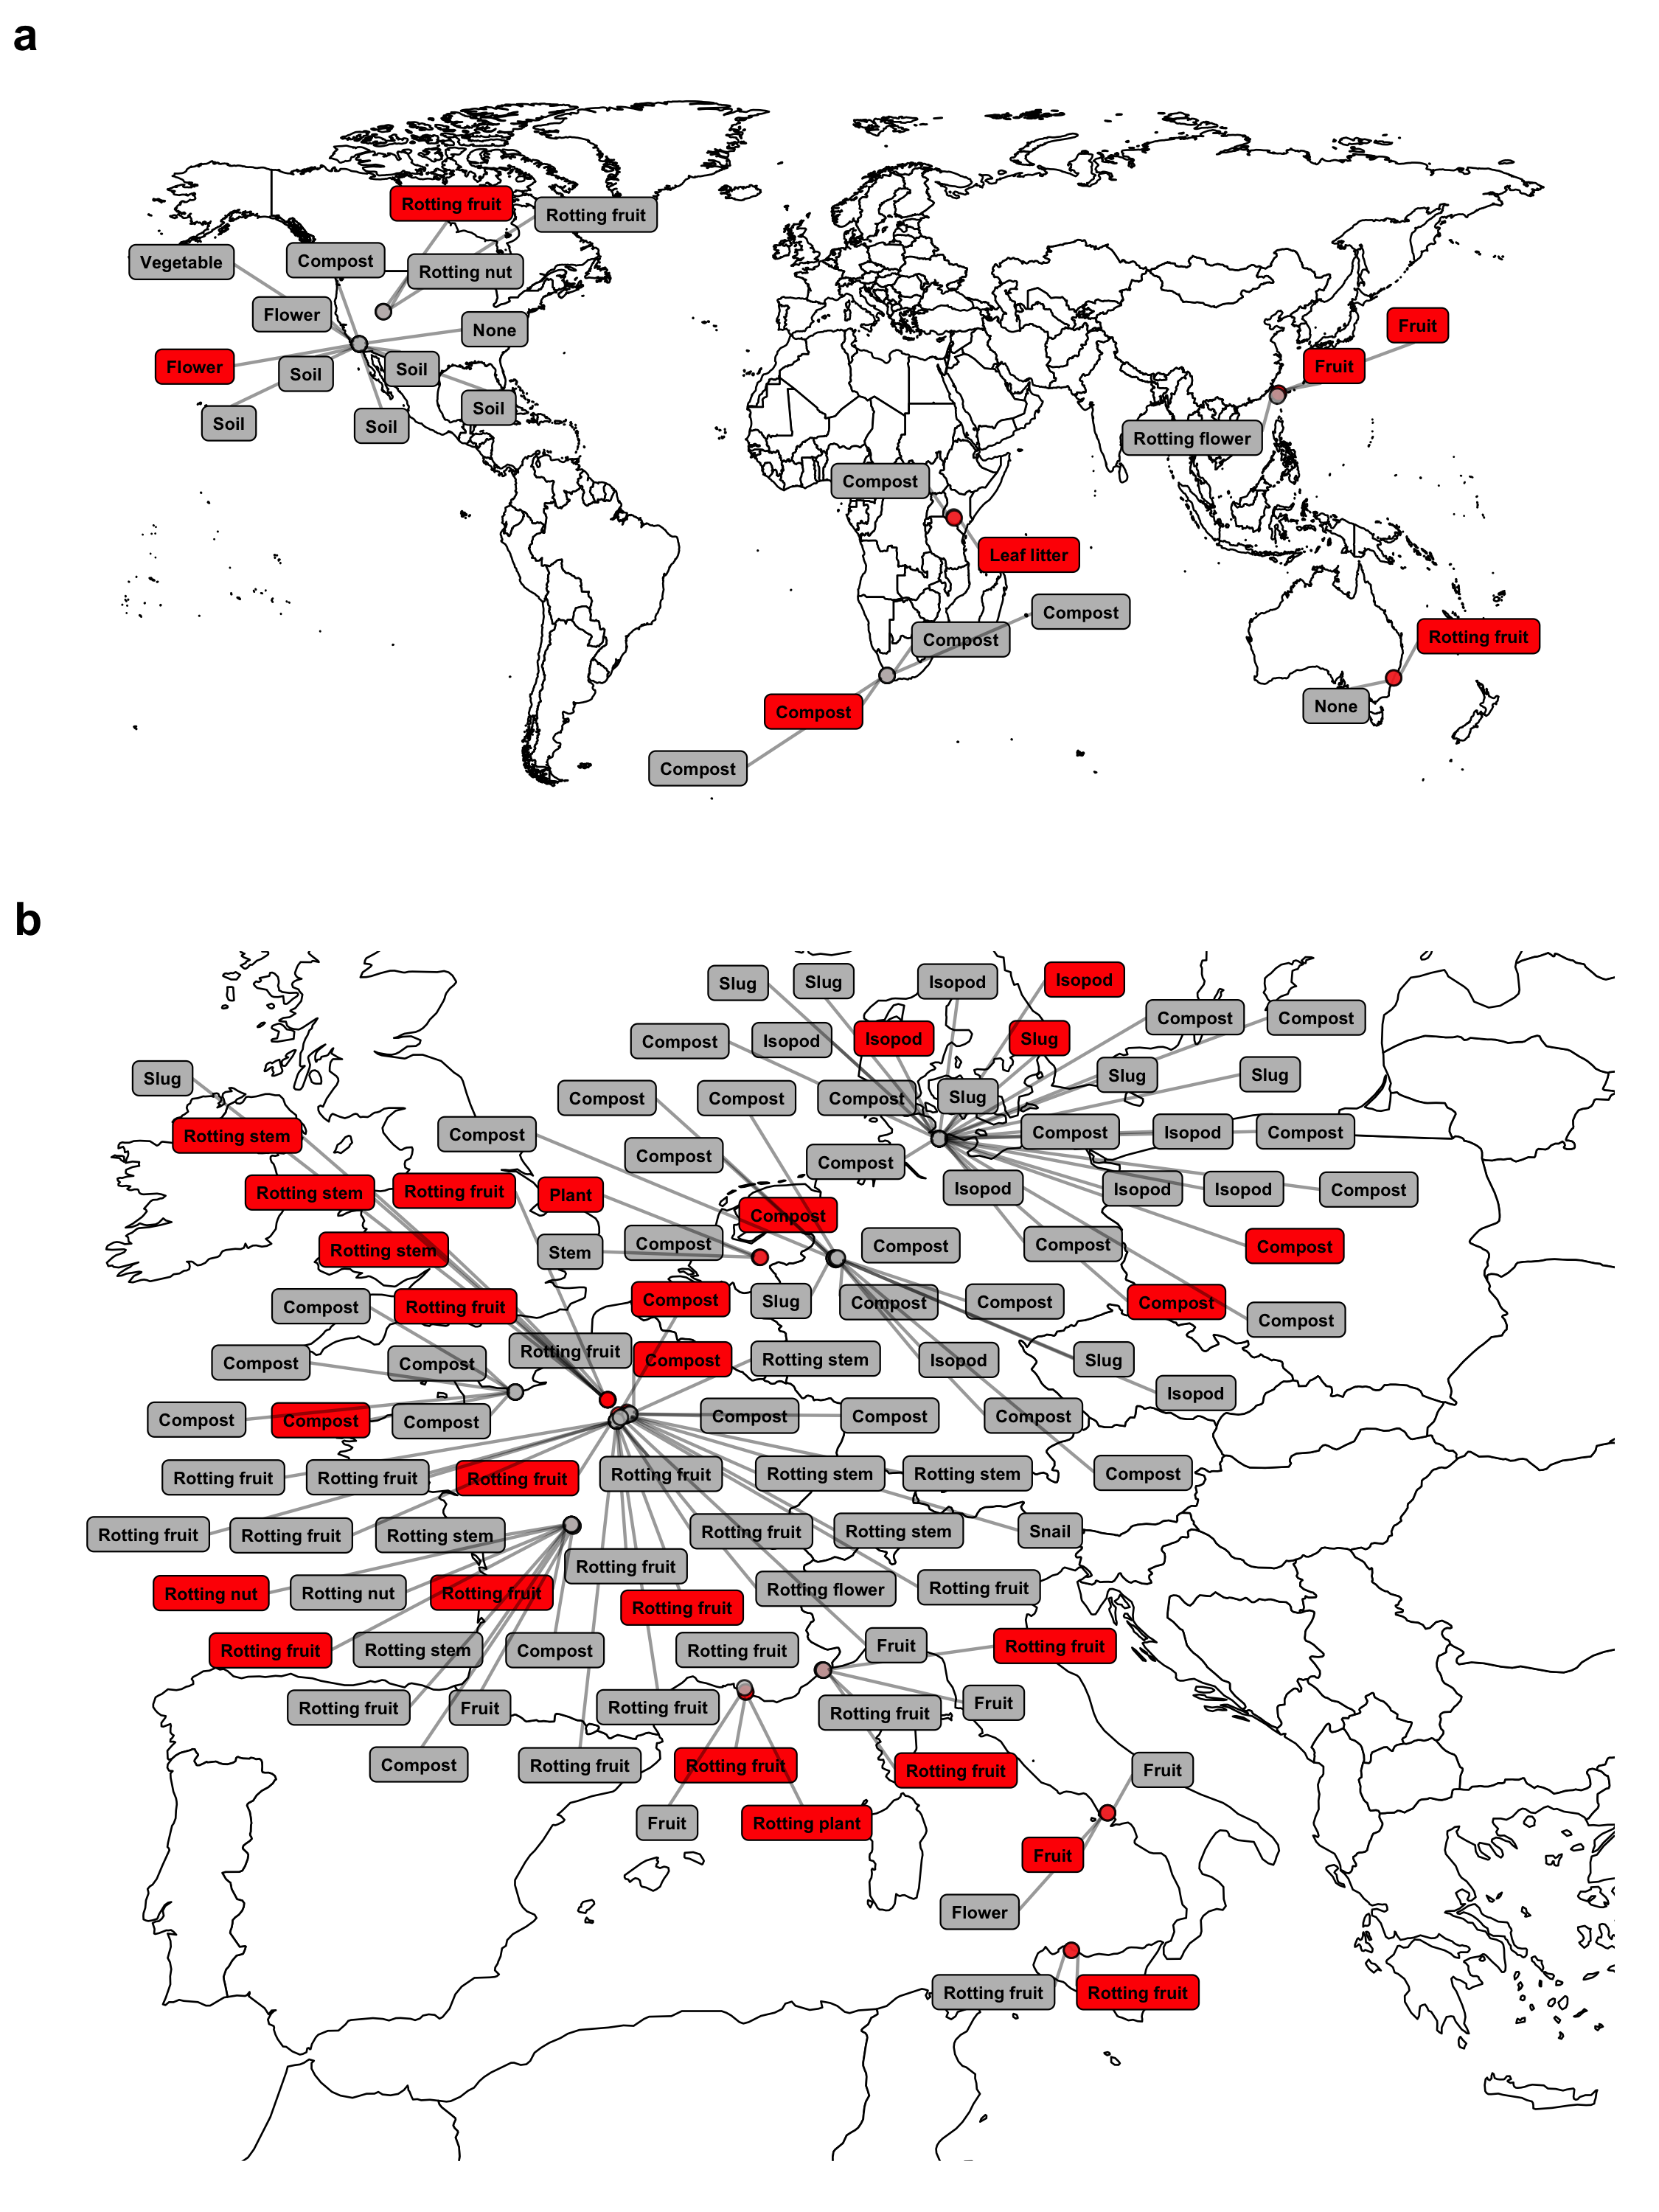 a
Rotting fruit
Rotting fruit
Vegetable
Compost
Rotting nut
Flower
None
Fruit
Flower
Soil
Soil
Fruit
Soil
Soil
Soil
Rotting flower
Compost
Leaf litter
Compost
Compost
Rotting fruit
Compost
None
Compost
b
Slug
Slug
Isopod
Isopod
Compost
Compost
Compost
Isopod
Isopod
Slug
Slug
Slug
Slug
Compost
Compost
Compost
Slug
Rotting stem
Compost
Compost
Isopod
Compost
Compost
Compost
Rotting stem
Rotting fruit
Plant
Isopod
Isopod
Isopod
Compost
Compost
Rotting stem
Stem
Compost
Compost
Compost
Compost
Compost
Rotting fruit
Compost
Slug
Compost
Compost
Compost
Compost
Compost
Compost
Rotting fruit
Compost
Rotting stem
Isopod
Slug
Isopod
Compost
Compost
Compost
Compost
Compost
Compost
Rotting fruit
Rotting fruit
Rotting fruit
Rotting fruit
Rotting stem
Rotting stem
Compost
Rotting fruit
Rotting fruit
Rotting stem
Rotting fruit
Rotting stem
Snail
Rotting fruit
Rotting nut
Rotting nut
Rotting fruit
Rotting fruit
Rotting flower
Rotting fruit
Rotting fruit
Rotting stem
Compost
Rotting fruit
Fruit
Rotting fruit
Rotting fruit
Fruit
Rotting fruit
Rotting fruit
Fruit
Compost
Rotting fruit
Rotting fruit
Rotting fruit
Fruit
Fruit
Rotting plant
Fruit
Flower
Rotting fruit
Rotting fruit